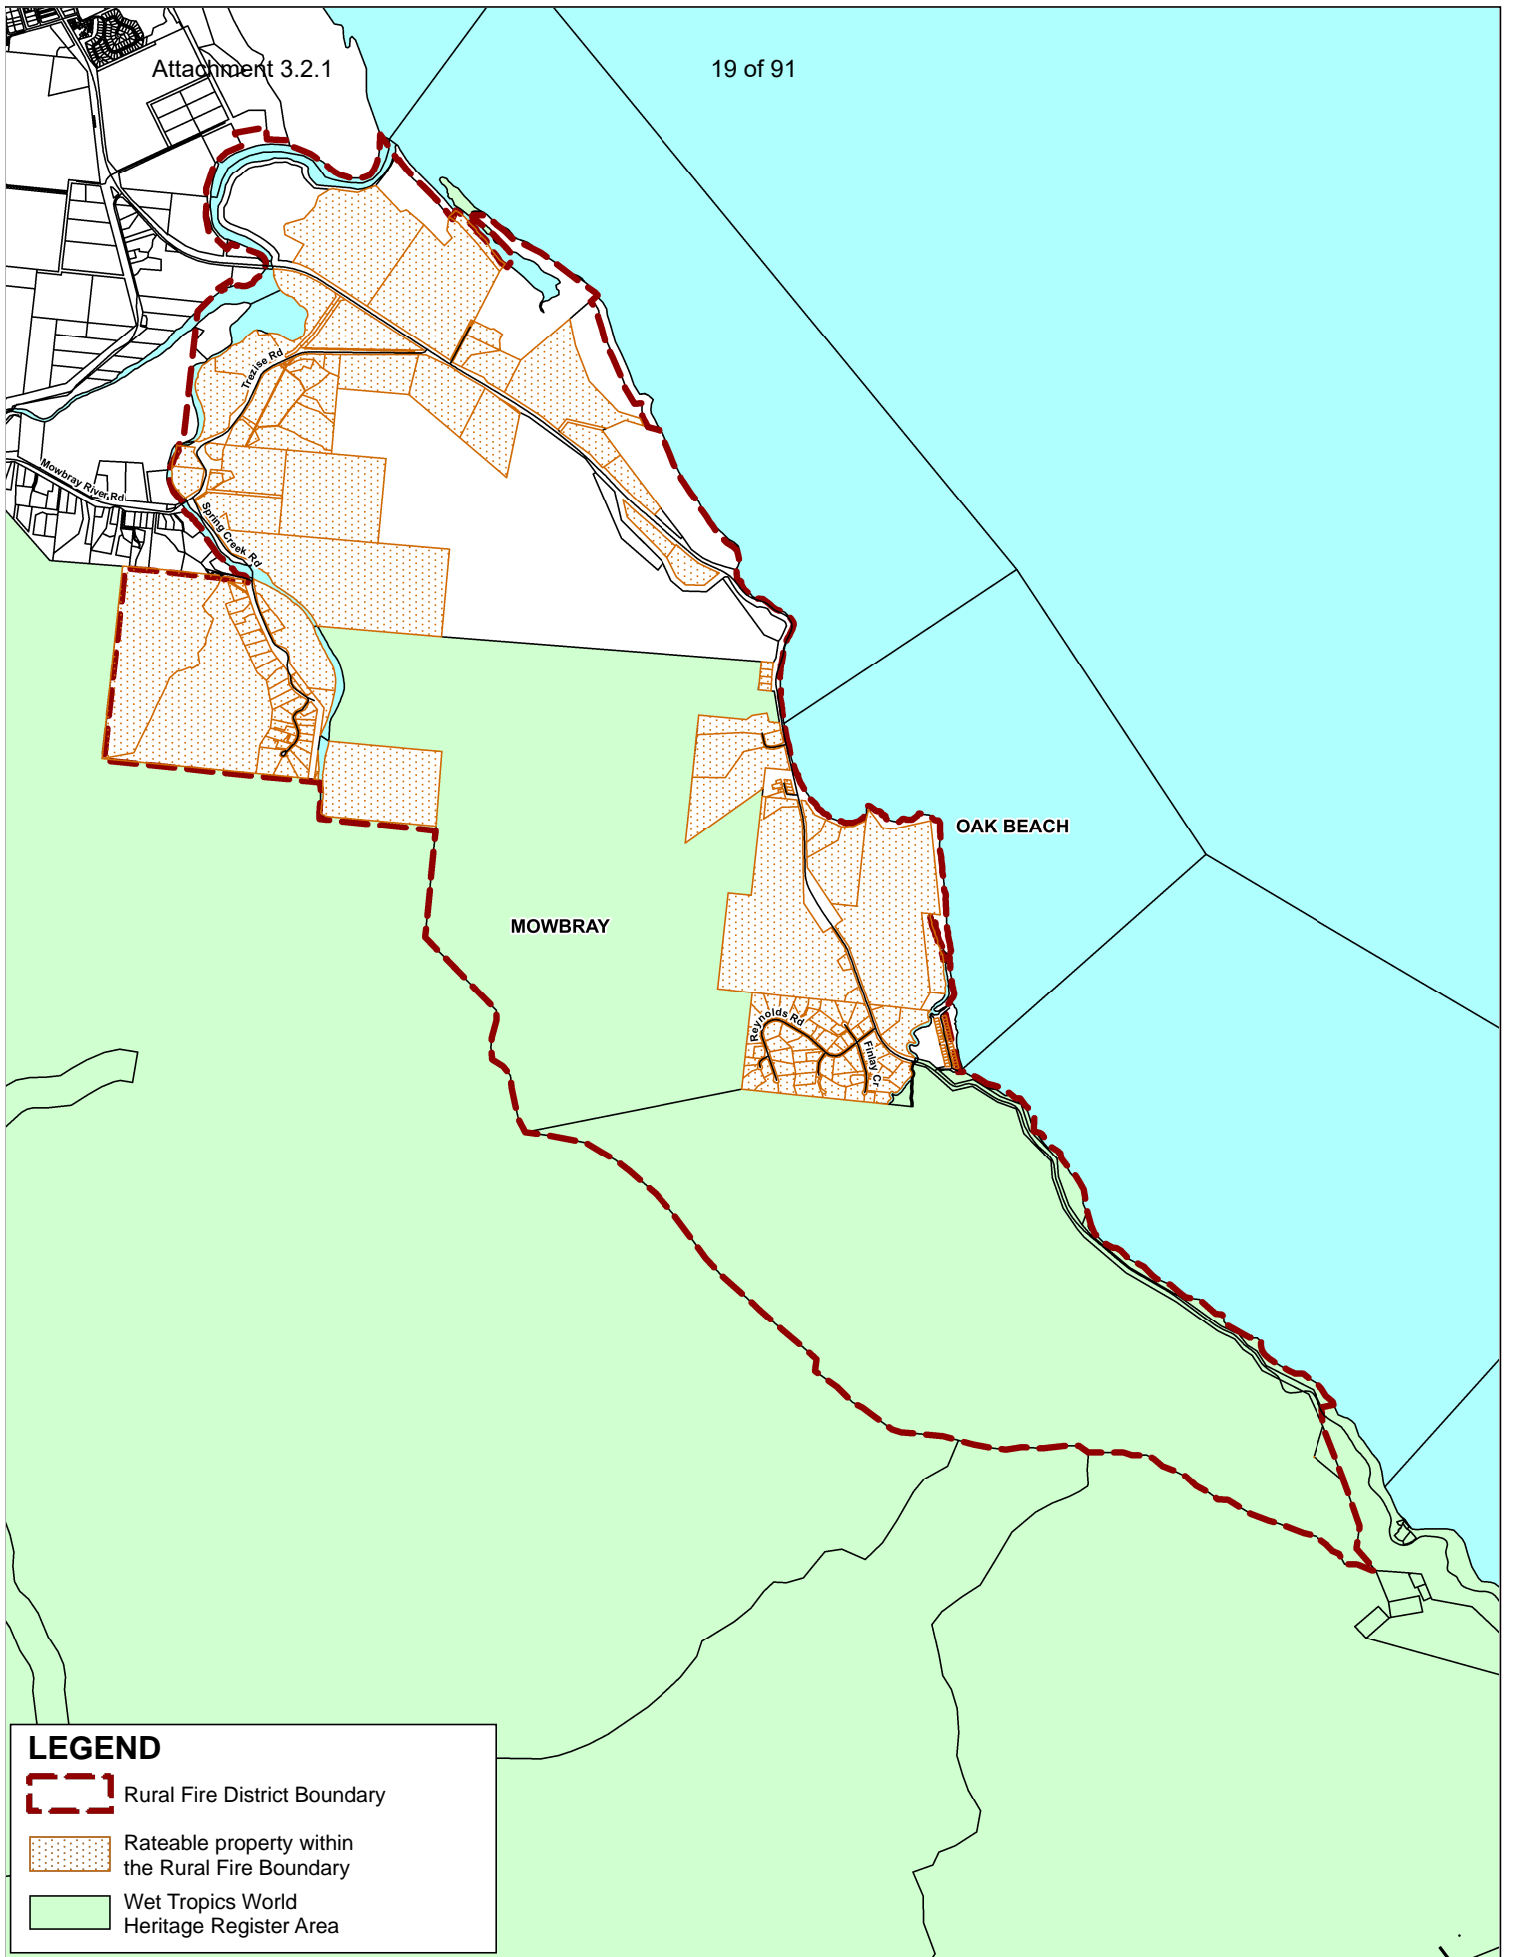 Attachment 3.2.1
19 of 91
Trezise Rd
Mowbray River Rd
Spring Creek Rd
OAK BEACH
MOWBRAY
Reynolds Rd
Finlay Cr
LEGEND
Rural Fire District Boundary
Rateable property within
the Rural Fire Boundary
Wet Tropics World
Heritage Register Area